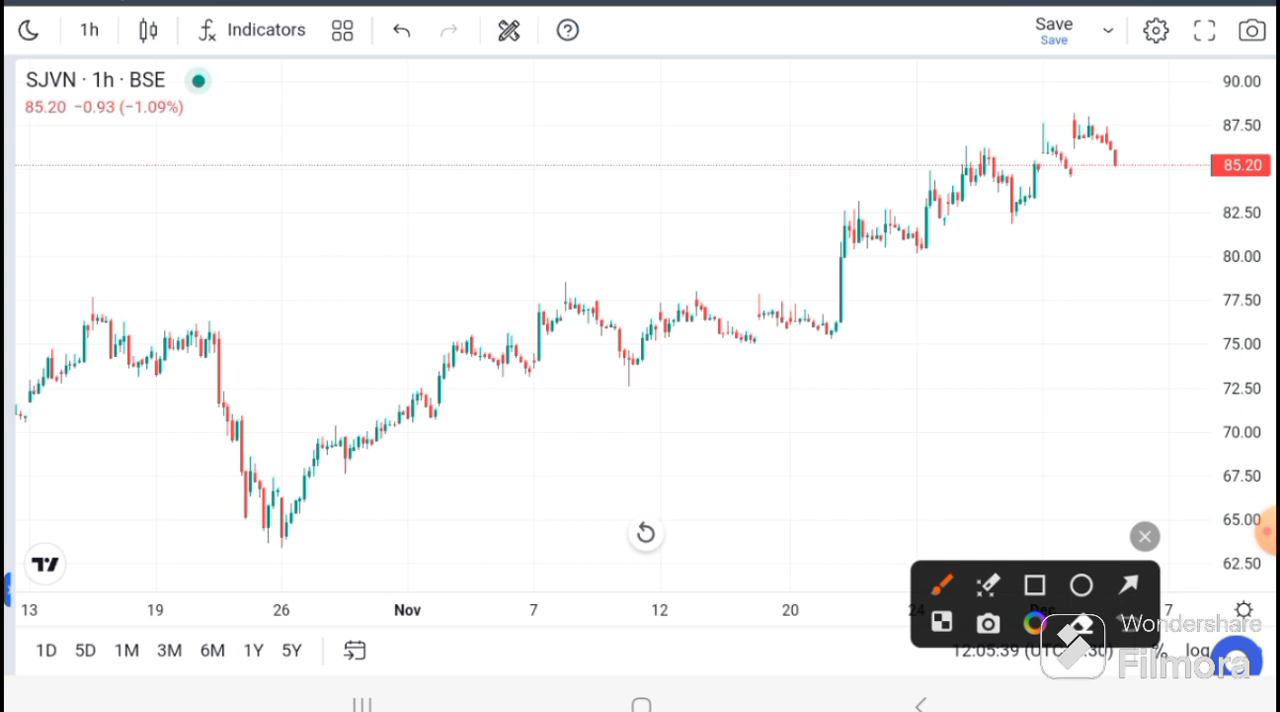 1h Indicators Save
Save
SJVN · 1h · BSE
85.20 −0.93 (−1.09%)
90.00
87.50
85.20
82.50
80.00
77.50
75.00
72.50
70.00
67.50
65.00
62.50
13 19 26 Nov 7 12 20 24 Dec 7
Wondershare
Filmora
1D 5D 1M 3M 6M 1Y 5Y 12:05:39 (UTC % log